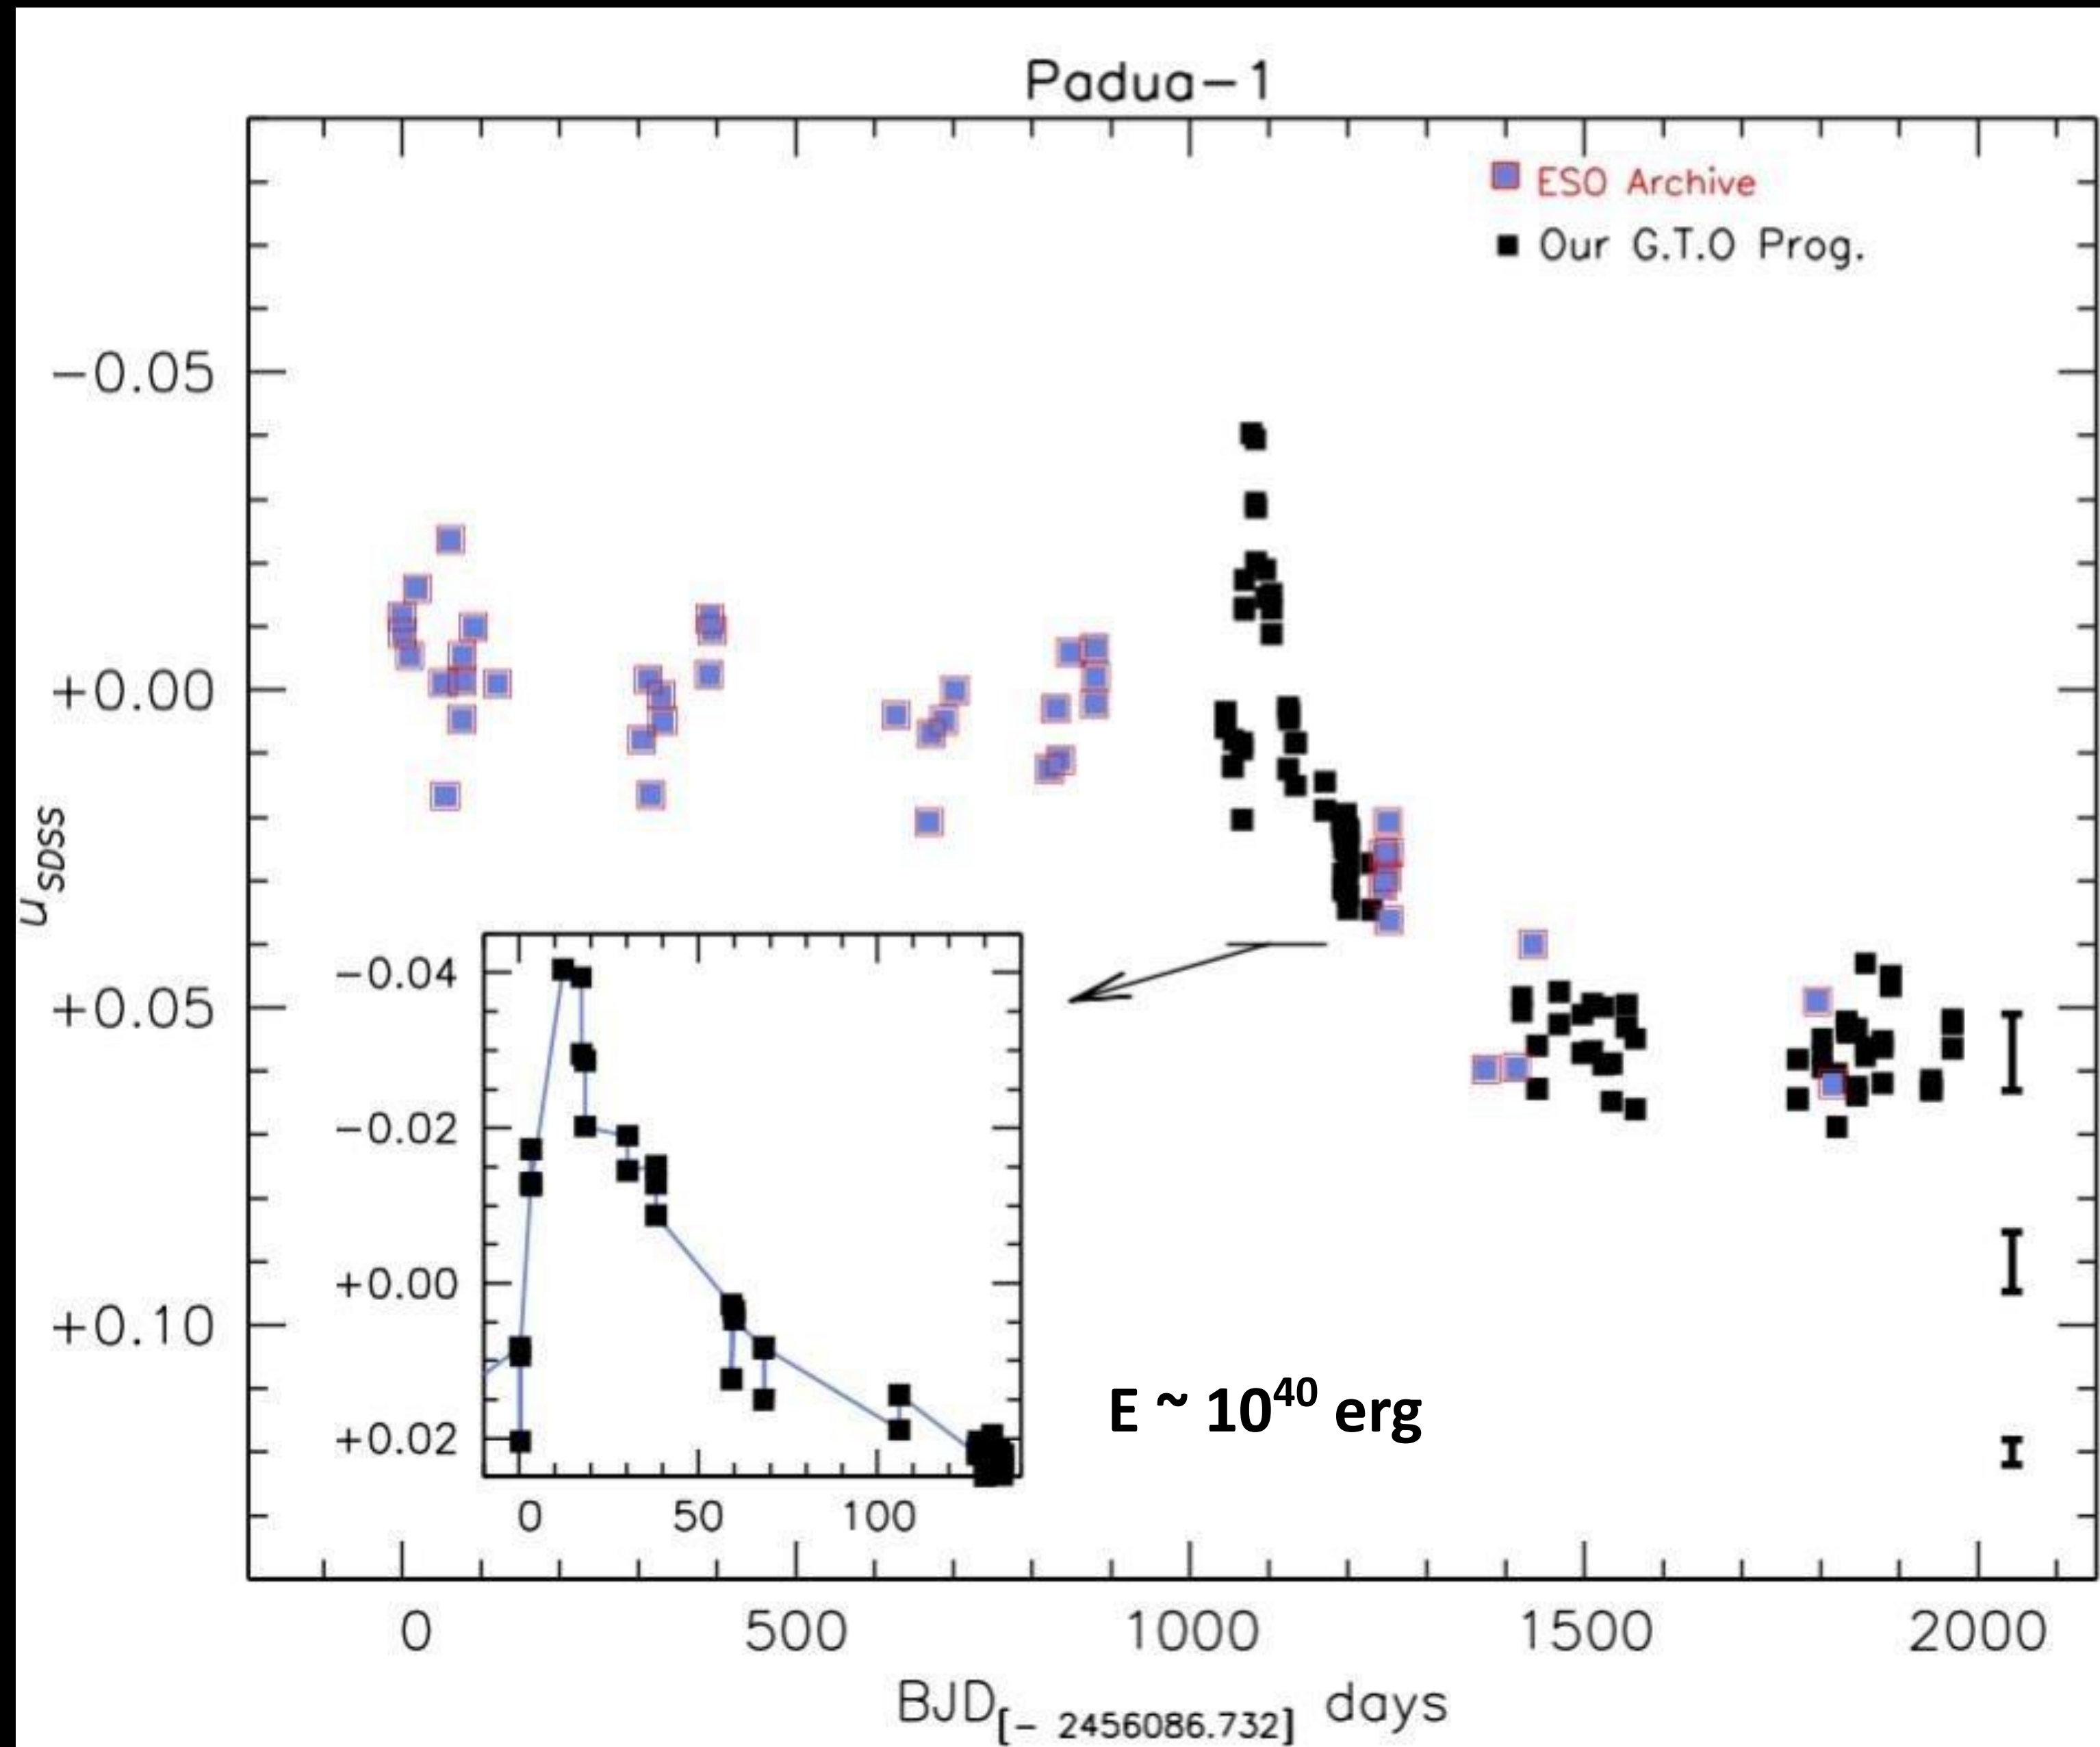 Padua-1
ESO Archive
Our G.T.O Prog.
-0.05
+0.00
+0.05
+0.10
u SDSS
-0.04
-0.02
+0.00
+0.02
0 50 100
E ~ 10^40 erg
0 500 1000 1500 2000
BJD[- 2456086.732] days